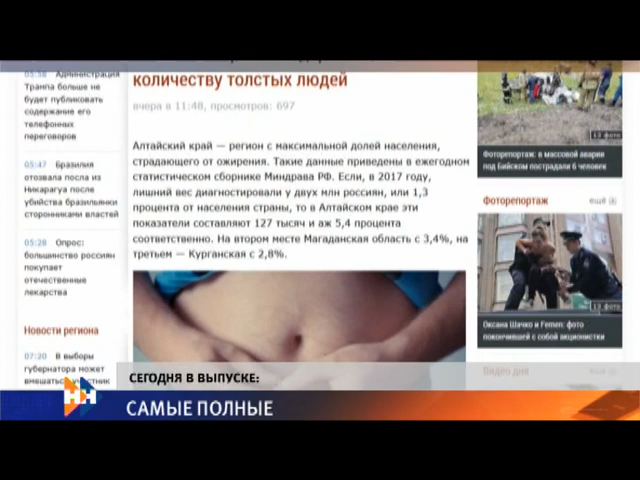 05:58 Администрация
Трампа больше не
будет публиковать
содержание его
телефонных
переговоров
05:47 Бразилия
отозвала посла из
Никарагуа после
убийства бразильянки
сторонниками властей
05:28 Опрос:
большинство россиян
покупает
отечественные
лекарства
Новости региона
07:20 В выборы
губернатора может
вмешаться участник
количеству толстых людей
вчера в 11:48, просмотров: 697
Алтайский край — регион с максимальной долей населения,
страдающего от ожирения. Такие данные приведены в ежегодном
статистическом сборнике Минздрава РФ. Если, в 2017 году,
лишний вес диагностировали у двух млн россиян, или 1,3
процента от населения страны, то в Алтайском крае эти
показатели составляют 127 тысяч и аж 5,4 процента
соответственно. На втором месте Магаданская область с 3,4%, на
третьем — Курганская с 2,8%.
13 фото
Фоторепортаж: в массовой аварии
под Бийском пострадали 6 человек
Фоторепортаж
ещё
13 фото
Оксана Шачко и Femen: фото
покончившей с собой акционистки
Видео дня
ещё
НН
СЕГОДНЯ В ВЫПУСКЕ:
САМЫЕ ПОЛНЫЕ